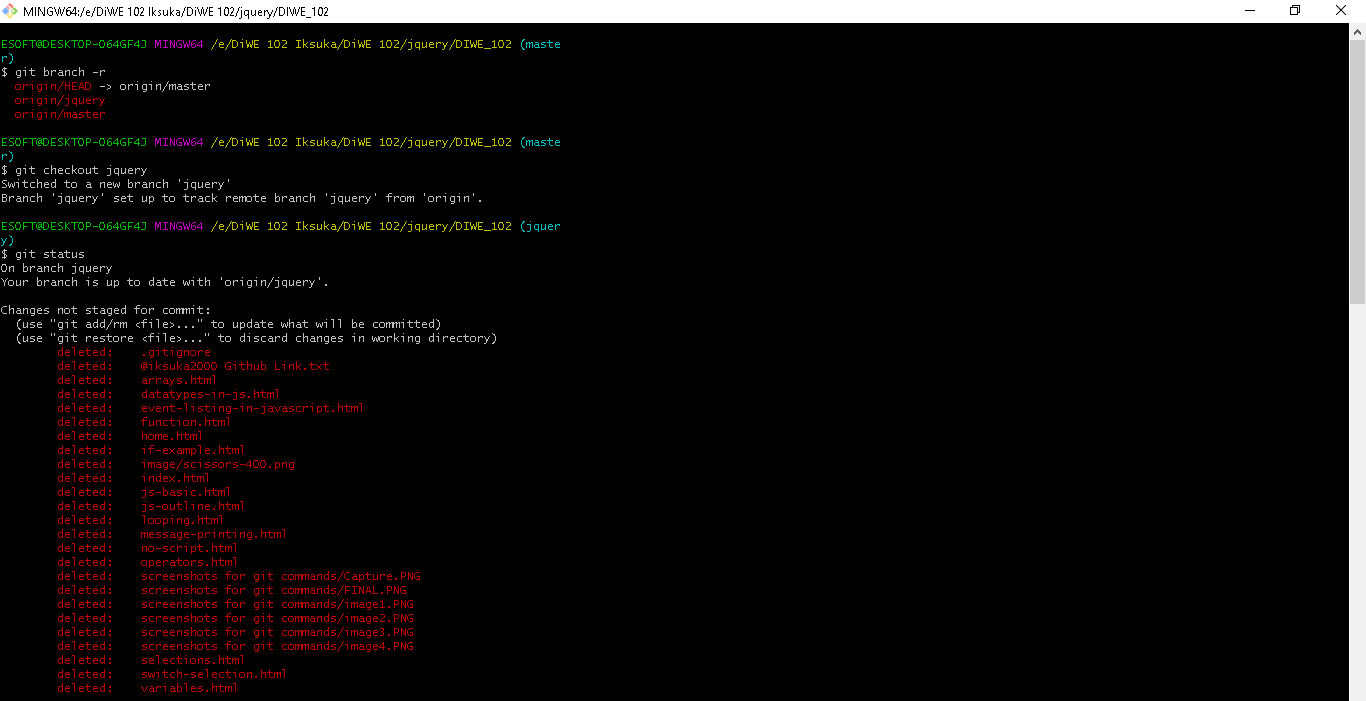 MINGW64:/e/DiWE 102 Iksuka/DiWE 102/jquery/DIWE_102
ESOFT@DESKTOP-O64GF4J MINGW64 /e/DiWE 102 Iksuka/DiWE 102/jquery/DIWE_102 (maste
r)
$ git branch -r
origin/HEAD -> origin/master
origin/jquery
origin/master
ESOFT@DESKTOP-O64GF4J MINGW64 /e/DiWE 102 Iksuka/DiWE 102/jquery/DIWE_102 (maste
r)
$ git checkout jquery
Switched to a new branch 'jquery'
Branch 'jquery' set up to track remote branch 'jquery' from 'origin'.
ESOFT@DESKTOP-O64GF4J MINGW64 /e/DiWE 102 Iksuka/DiWE 102/jquery/DIWE_102 (jquer
y)
$ git status
On branch jquery
Your branch is up to date with 'origin/jquery'.
Changes not staged for commit:
(use "git add/rm <file>..." to update what will be committed)
(use "git restore <file>..." to discard changes in working directory)
deleted: .gitignore
deleted: @iksuka2000 Github Link.txt
deleted: arrays.html
deleted: datatypes-in-js.html
deleted: event-listing-in-javascript.html
deleted: function.html
deleted: home.html
deleted: if-example.html
deleted: image/scissors-400.png
deleted: index.html
deleted: js-basic.html
deleted: js-outline.html
deleted: looping.html
deleted: message-printing.html
deleted: no-script.html
deleted: operators.html
deleted: screenshots for git commands/Capture.PNG
deleted: screenshots for git commands/FINAL.PNG
deleted: screenshots for git commands/image1.PNG
deleted: screenshots for git commands/image2.PNG
deleted: screenshots for git commands/image3.PNG
deleted: screenshots for git commands/image4.PNG
deleted: selections.html
deleted: switch-selection.html
deleted: variables.html